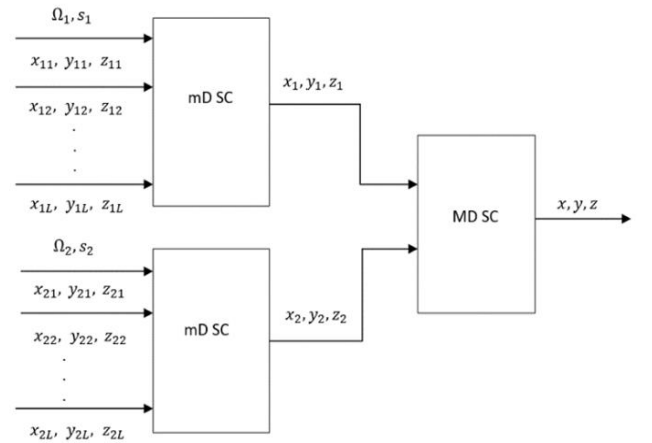 Ω₁, s₁
x₁₁, y₁₁, z₁₁
x₁₂, y₁₂, z₁₂
.
.
.
x₁L, y₁L, z₁L
mD SC
x₁, y₁, z₁
Ω₂, s₂
x₂₁, y₂₁, z₂₁
x₂₂, y₂₂, z₂₂
.
.
.
x₂L, y₂L, z₂L
mD SC
x₂, y₂, z₂
MD SC
x, y, z